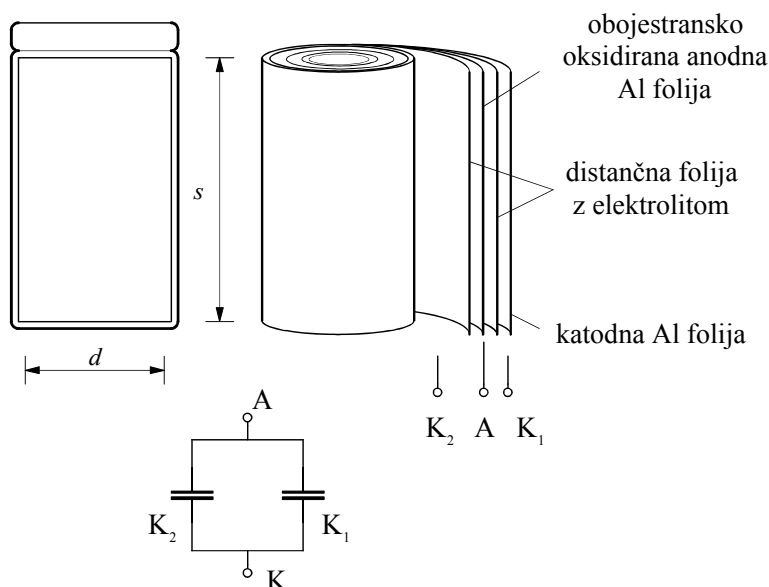 obojestransko
oksidirana anodna
Al folija
s
distančna folija
z elektrolitom
katodna Al folija
d
K₂ A K₁
A
K₂ K₁
K